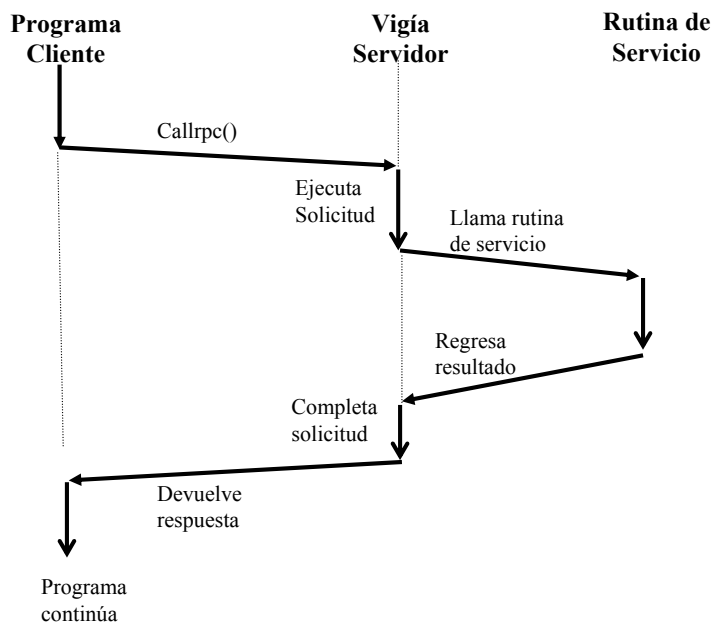 Programa
Cliente
Vigía
Servidor
Rutina de
Servicio
Callrpc()
Ejecuta
Solicitud
Llama rutina
de servicio
Regresa
resultado
Completa
solicitud
Devuelve
respuesta
Programa
continúa